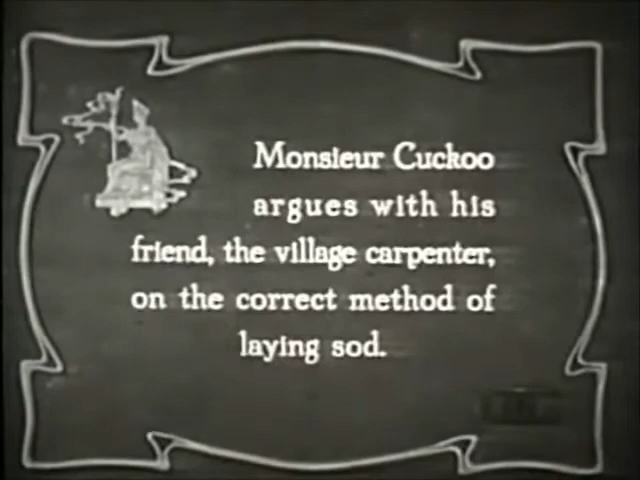 Monsieur Cuckoo
argues with his
friend, the village carpenter,
on the correct method of
laying sod.